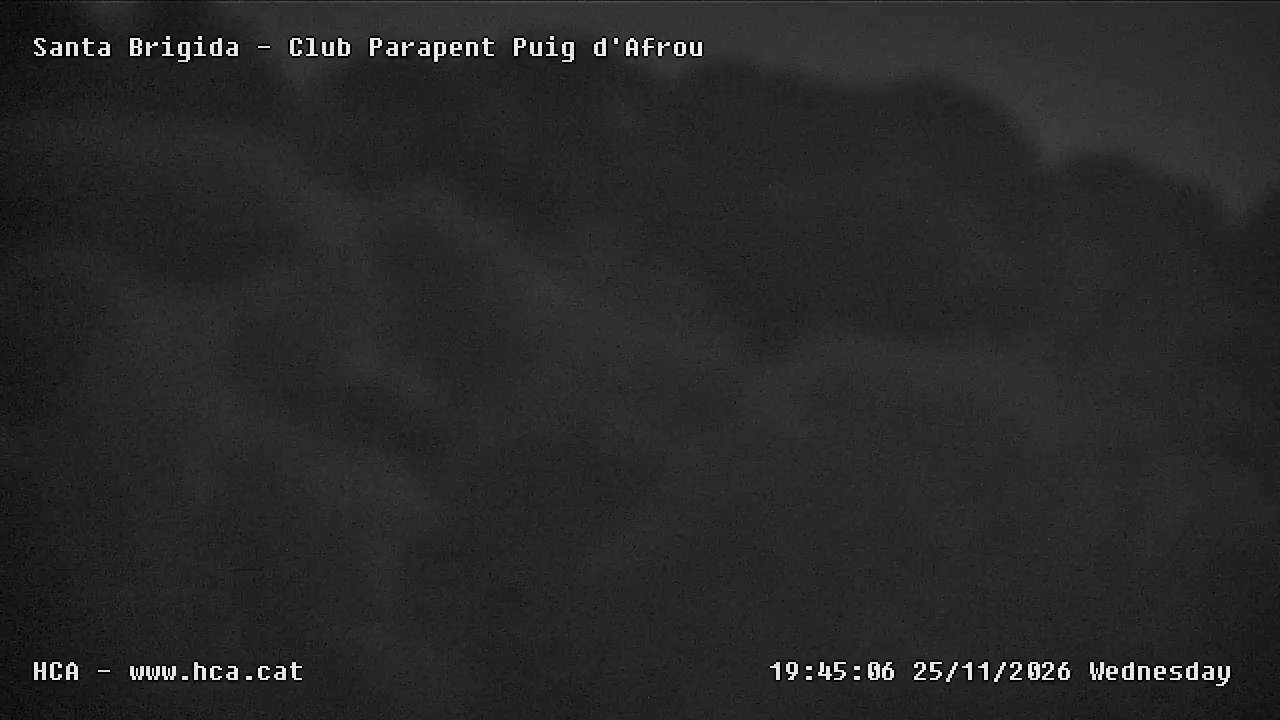 Santa Brigida - Club Parapent Puig d'Afrou
HCA - www.hca.cat
19:45:06 25/11/2026 Wednesday